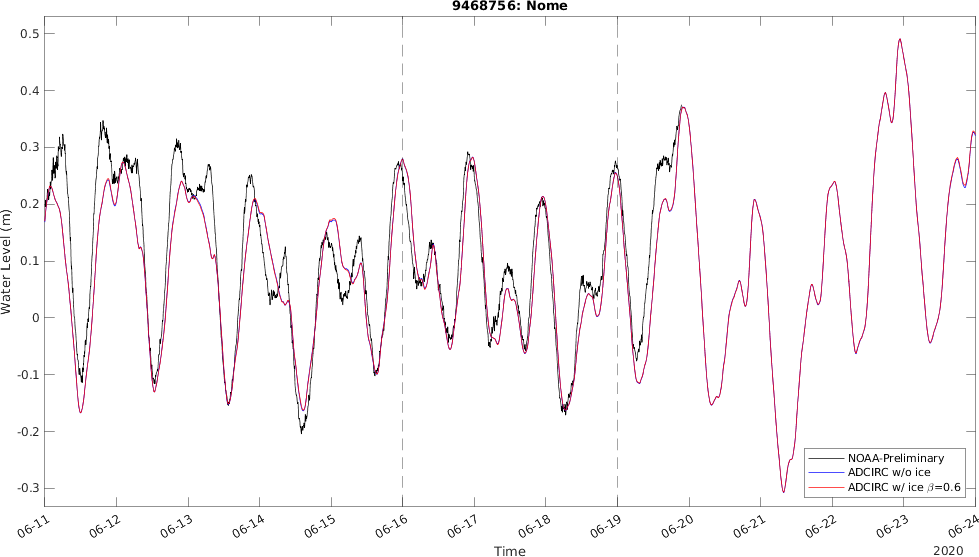 9468756: Nome
0.5
0.4
0.3
0.2
0.1
0
-0.1
-0.2
-0.3
Water Level (m)
NOAA-Preliminary
ADCIRC w/o ice
ADCIRC w/ ice β=0.6
06-11 06-12 06-13 06-14 06-15 06-16 06-17 06-18 06-19 06-20 06-21 06-22 06-23 06-24
Time
2020